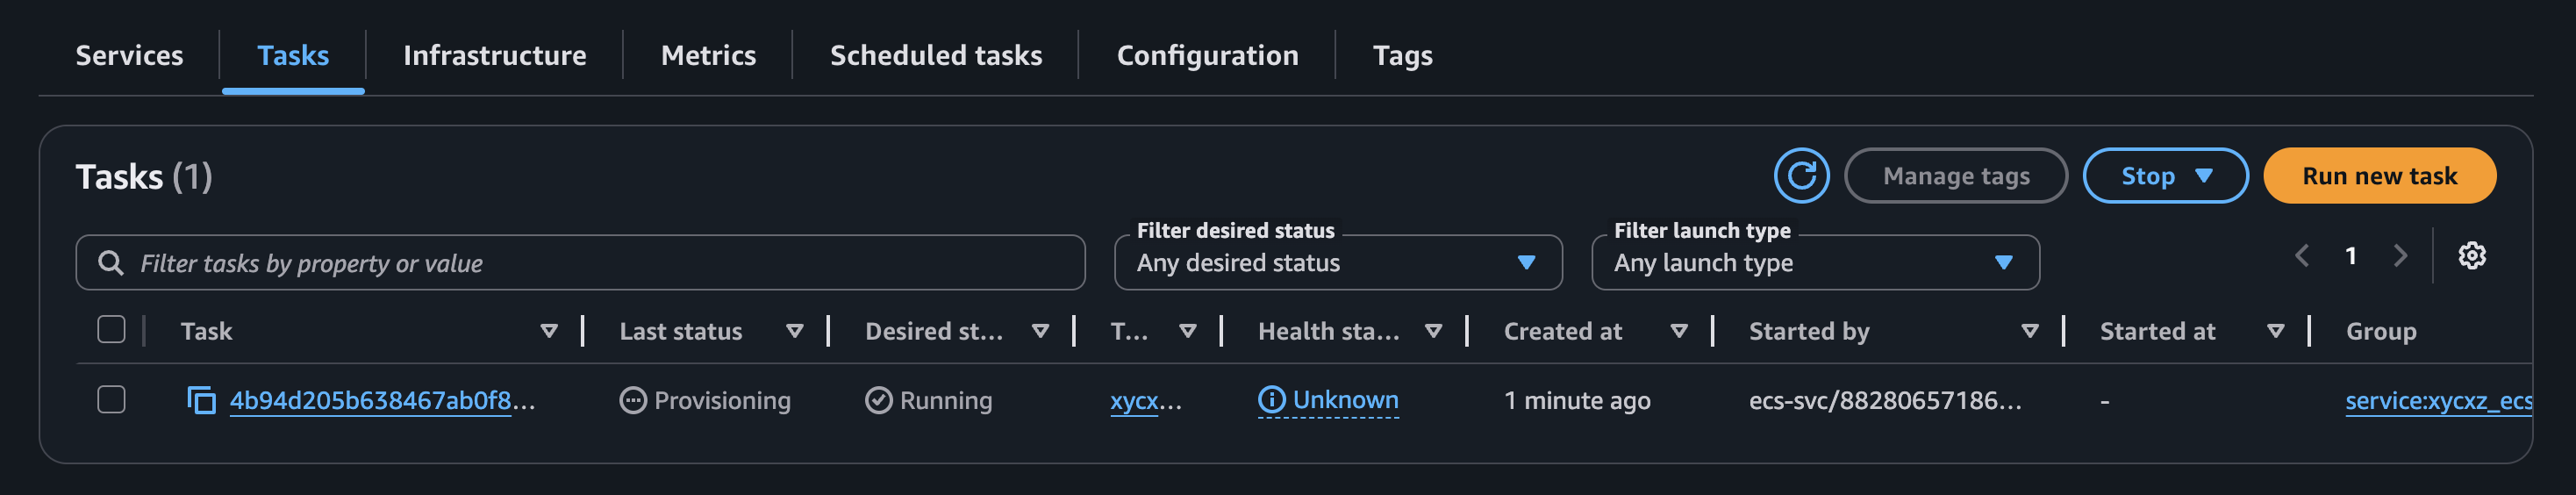 Services Tasks Infrastructure Metrics Scheduled tasks Configuration Tags
Tasks (1) Manage tags Stop Run new task
Filter desired status Filter launch type
Filter tasks by property or value Any desired status Any launch type 1
Task Last status Desired st... T... Health sta... Created at Started by Started at Group
4b94d205b638467ab0f8... Provisioning Running xycx... Unknown 1 minute ago ecs-svc/88280657186... - service:xycxz_ecs